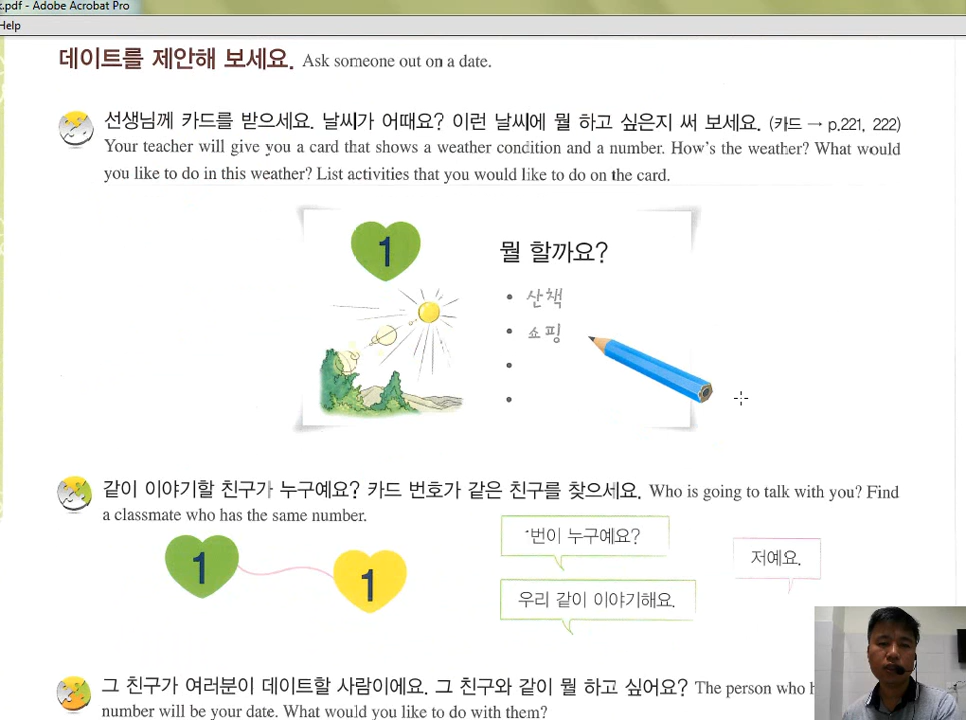 .pdf - Adobe Acrobat Pro
Help
데이트를 제안해 보세요. Ask someone out on a date.
선생님께 카드를 받으세요. 날씨가 어때요? 이런 날씨에 뭘 하고 싶은지 써 보세요. (카드 → p.221, 222)
Your teacher will give you a card that shows a weather condition and a number. How's the weather? What would
you like to do in this weather? List activities that you would like to do on the card.
1
뭘 할까요?
• 산책
• 쇼핑
•
•
같이 이야기할 친구가 누구예요? 카드 번호가 같은 친구를 찾으세요. Who is going to talk with you? Find
a classmate who has the same number.
1
1
번이 누구예요?
저예요.
우리 같이 이야기해요.
그 친구가 여러분이 데이트할 사람이에요. 그 친구와 같이 뭘 하고 싶어요? The person who
number will be your date. What would you like to do with them?